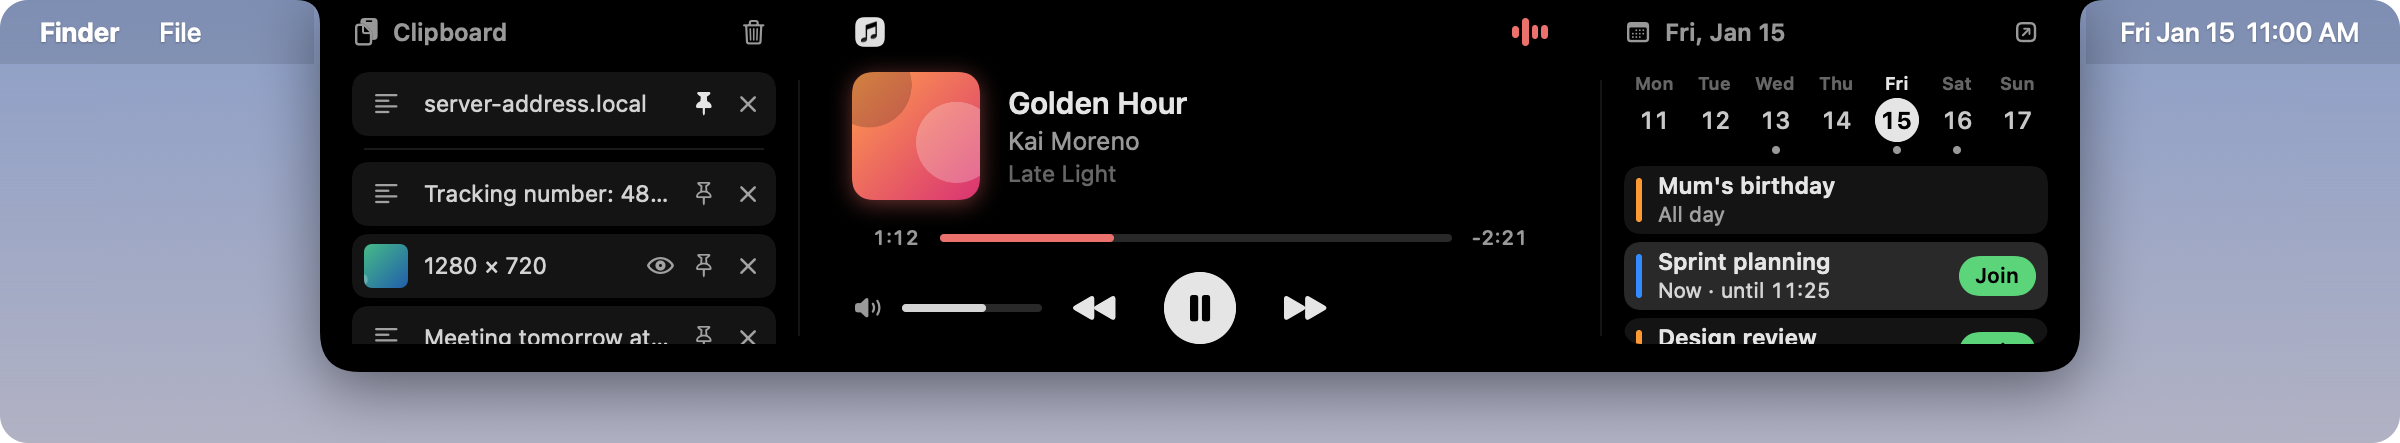 Finder File
Clipboard
server-address.local
Tracking number: 48...
1280 × 720
Meeting tomorrow at...
Golden Hour
Kai Moreno
Late Light
1:12
-2:21
Fri, Jan 15
Mon Tue Wed Thu Fri Sat Sun
11 12 13 14 15 16 17
Mum's birthday
All day
Sprint planning
Now · until 11:25
Join
Design review
Fri Jan 15 11:00 AM